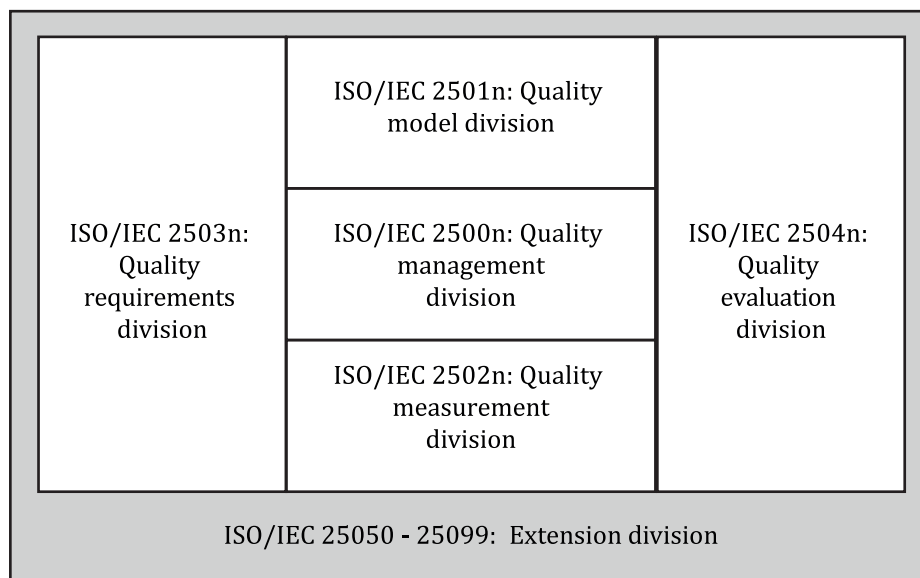 ISO/IEC 2503n:
Quality
requirements
division
ISO/IEC 2501n: Quality
model division
ISO/IEC 2500n: Quality
management
division
ISO/IEC 2502n: Quality
measurement
division
ISO/IEC 2504n:
Quality
evaluation
division
ISO/IEC 25050 - 25099: Extension division